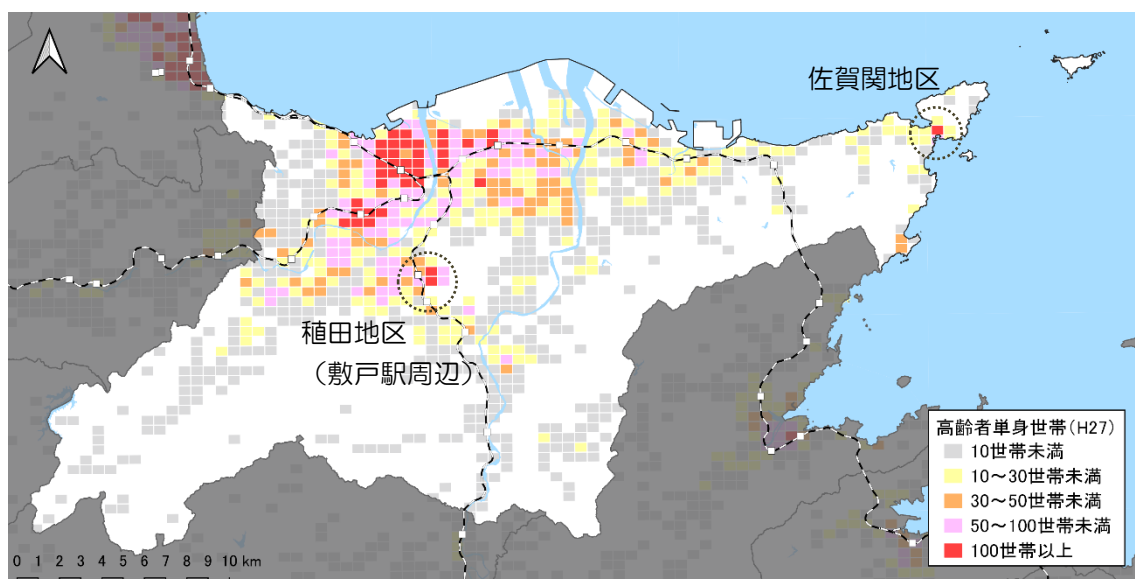 佐賀関地区
稙田地区
（敷戸駅周辺）
高齢者単身世帯（H27）
10世帯未満
10～30世帯未満
30～50世帯未満
50～100世帯未満
100世帯以上
0 1 2 3 4 5 6 7 8 9 10 km